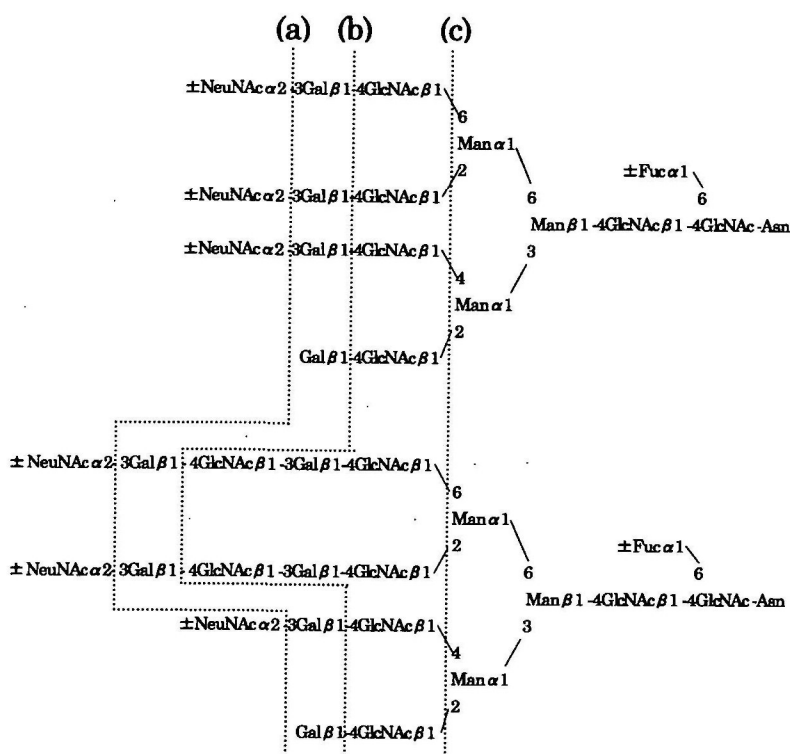 (a) (b) (c)
±NeuNAcα2-3Galβ1-4GlcNAcβ1
6
Manα1
2
±Fucα1
±NeuNAcα2-3Galβ1-4GlcNAcβ1
6
6
Manβ1-4GlcNAcβ1-4GlcNAc-Asn
±NeuNAcα2-3Galβ1-4GlcNAcβ1
3
4
Manα1
2
Galβ1-4GlcNAcβ1
±NeuNAcα2-3Galβ1-4GlcNAcβ1-3Galβ1-4GlcNAcβ1
6
Manα1
2
±Fucα1
±NeuNAcα2-3Galβ1-4GlcNAcβ1-3Galβ1-4GlcNAcβ1
6
6
Manβ1-4GlcNAcβ1-4GlcNAc-Asn
±NeuNAcα2-3Galβ1-4GlcNAcβ1
3
4
Manα1
2
Galβ1-4GlcNAcβ1